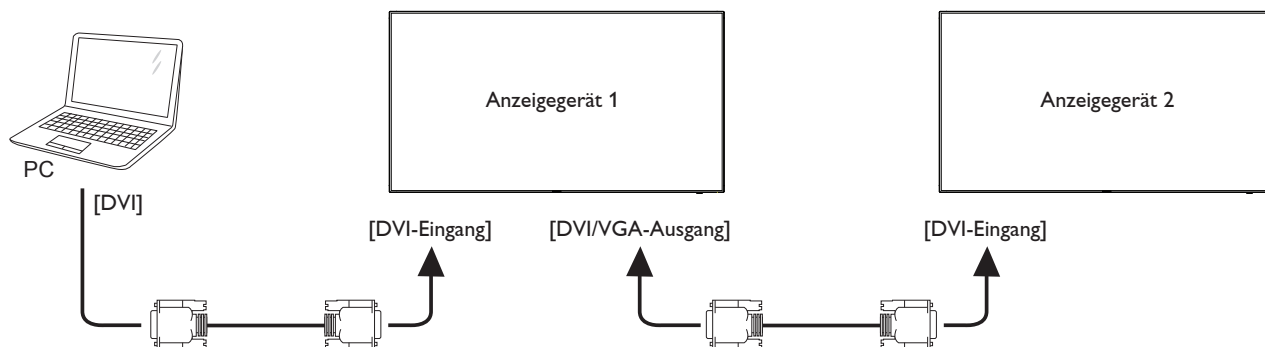 Anzeigegerät 1
Anzeigegerät 2
PC
[DVI]
[DVI-Eingang]
[DVI/VGA-Ausgang]
[DVI-Eingang]